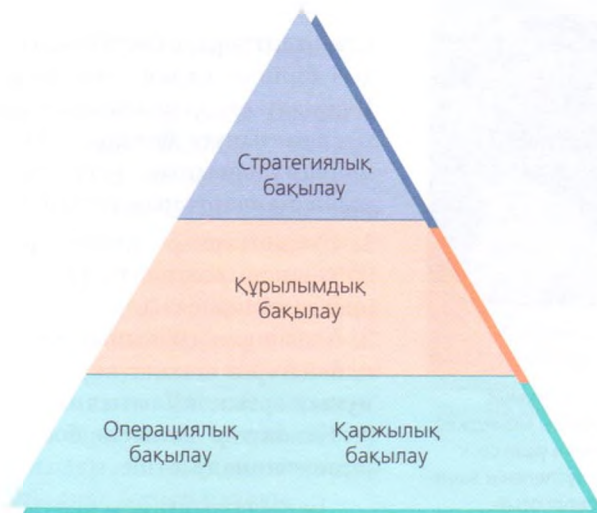 Стратегиялық
бақылау
Құрылымдық
бақылау
Операциялық
бақылау
Қаржылық
бақылау